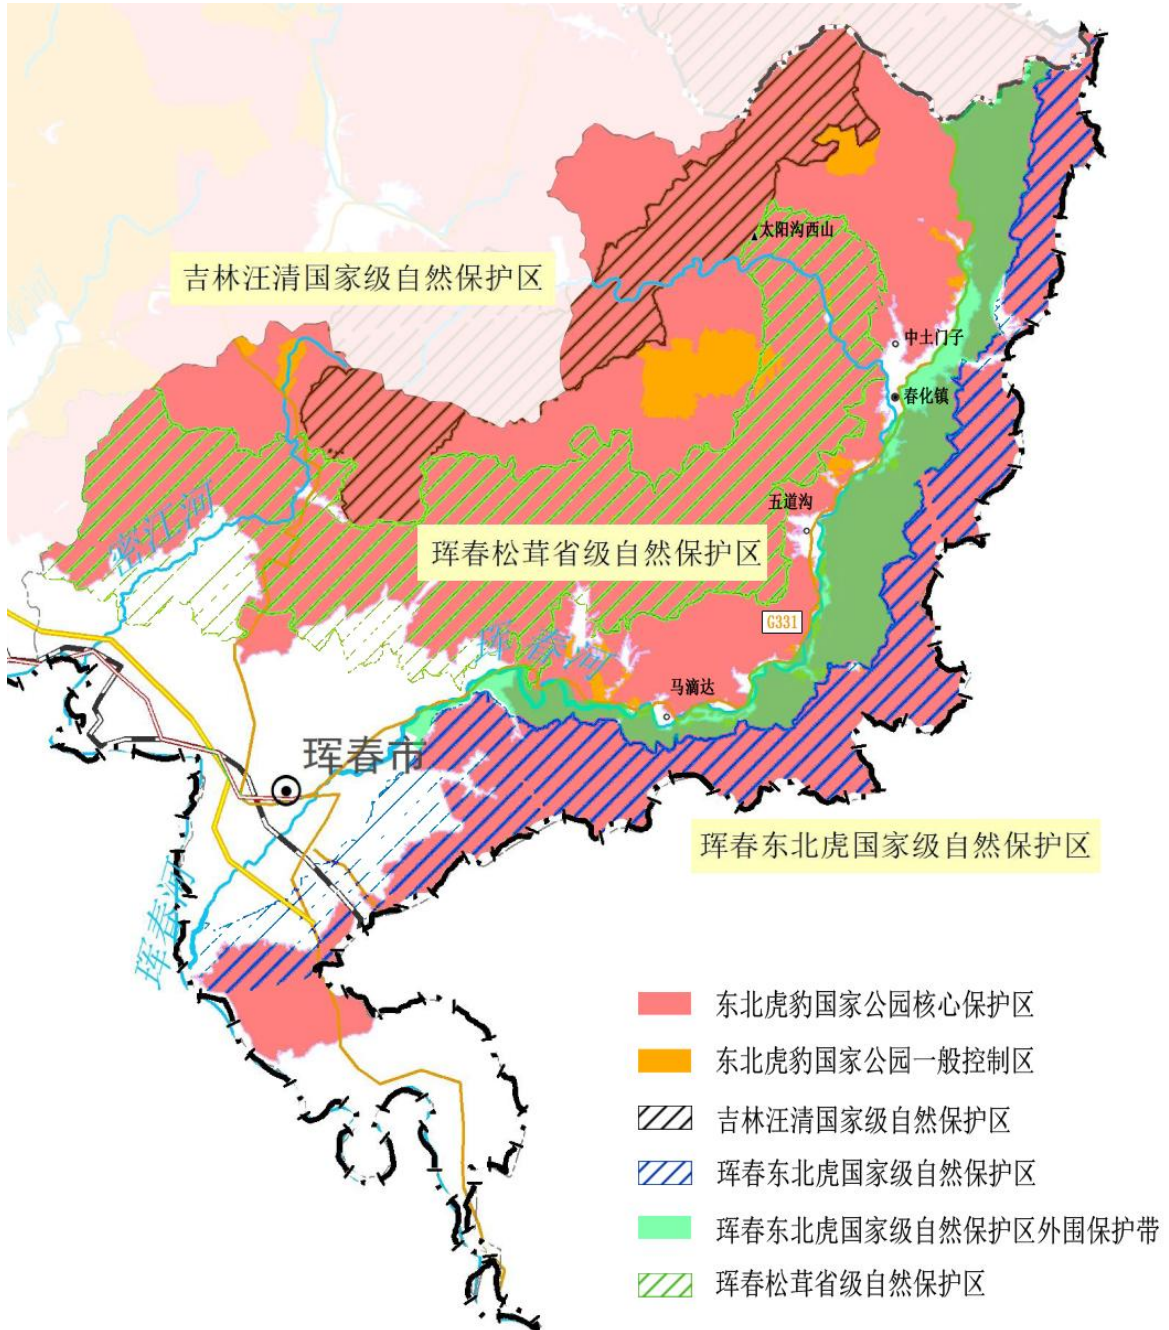 太阳沟西山
吉林汪清国家级自然保护区
中土门子
春化镇
五道沟
密江河
珲春松茸省级自然保护区
G331
珲春河
马滴达
珲春市
珲春东北虎国家级自然保护区
珲春河
东北虎豹国家公园核心保护区
东北虎豹国家公园一般控制区
吉林汪清国家级自然保护区
珲春东北虎国家级自然保护区
珲春东北虎国家级自然保护区外围保护带
珲春松茸省级自然保护区